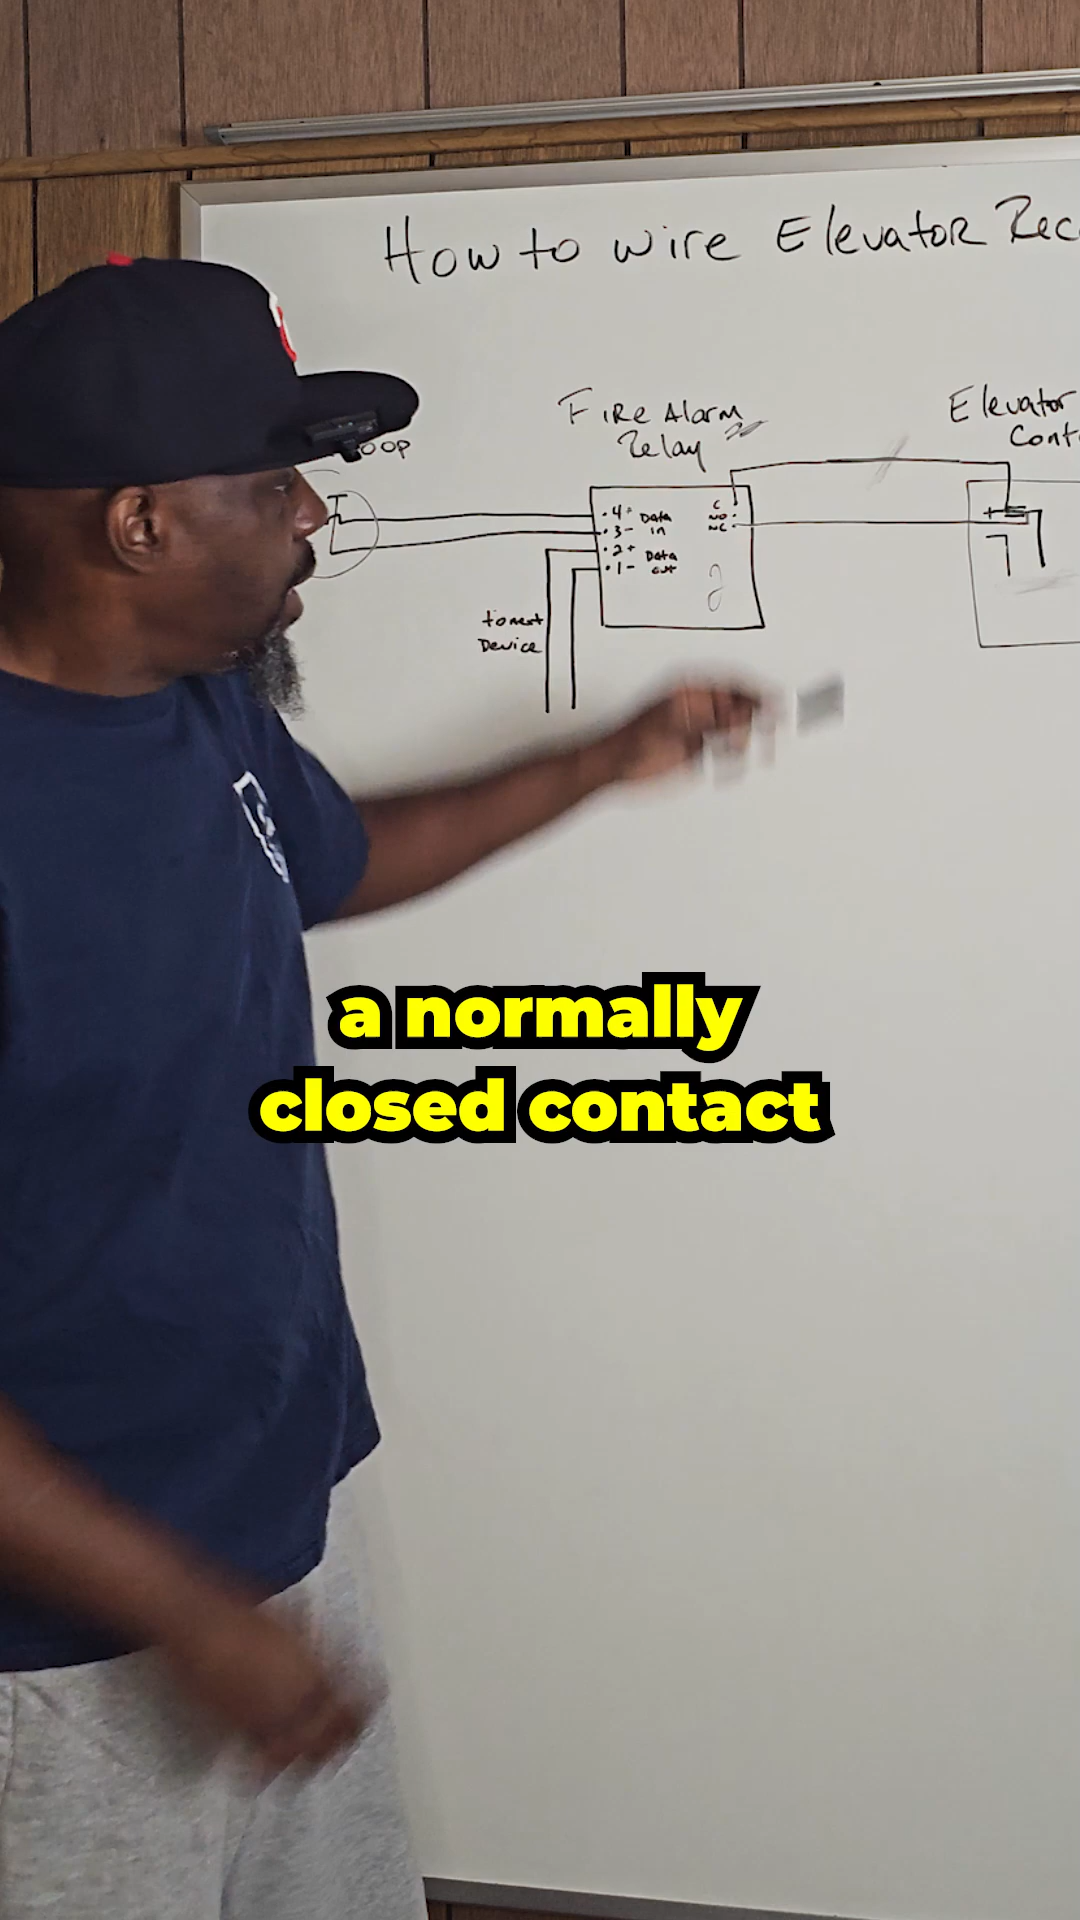 How to wire Elevator Rec
Fire Alarm
Relay
Elevator
Cont
oop
.4+ Data
.3- in
.2+ Data
.1- out
C
NO.
NC.
to next
Device
a normally
closed contact